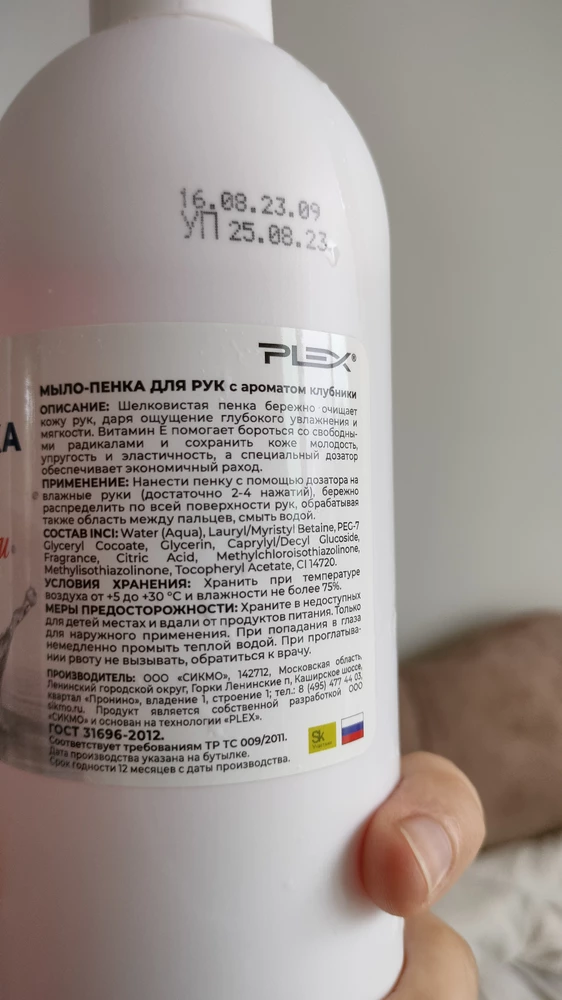 16.08.23.09
УП 25.08.23
PLEX®
МЫЛО-ПЕНКА ДЛЯ РУК с ароматом клубники
ОПИСАНИЕ: Шелковистая пенка бережно очищает
кожу рук, даря ощущение глубокого увлажнения и
мягкости. Витамин Е помогает бороться со свободны-
ми радикалами и сохранить коже молодость,
упругость и эластичность, а специальный дозатор
обеспечивает экономичный раход.
ПРИМЕНЕНИЕ: Нанести пенку с помощью дозатора на
влажные руки (достаточно 2-4 нажатий), бережно
распределить по всей поверхности рук, обрабатывая
также область между пальцев, смыть водой.
СОСТАВ INCI: Water (Aqua), Lauryl/Myristyl Betaine, PEG-7
Glyceryl Cocoate, Glycerin, Caprylyl/Decyl Glucoside,
Fragrance, Citric Acid, Methylchloroisothiazolinone,
Methylisothiazolinone, Tocopheryl Acetate, CI 14720.
УСЛОВИЯ ХРАНЕНИЯ: Хранить при температуре
воздуха от +5 до +30 °С и влажности не более 75%.
МЕРЫ ПРЕДОСТОРОЖНОСТИ: Храните в недоступных
для детей местах и вдали от продуктов питания. Только
для наружного применения. При попадания в глаза
немедленно промыть теплой водой. При проглатыва-
нии рвоту не вызывать, обратиться к врачу.
ПРОИЗВОДИТЕЛЬ: ООО «СИКМО», 142712, Московская область,
Ленинский городской округ, Горки Ленинские п, Каширское шоссе,
квартал «Пронино», владение 1, строение 1; тел.: 8 (495) 477 44 03,
sikmo.ru. Продукт является собственной разработкой ООО
«СИКМО» и основан на технологии «PLEX».
ГОСТ 31696-2012.
Соответствует требованиям ТР ТС 009/2011.
Дата производства указана на бутылке.
Срок годности 12 месяцев с даты производства.
Sk
КА